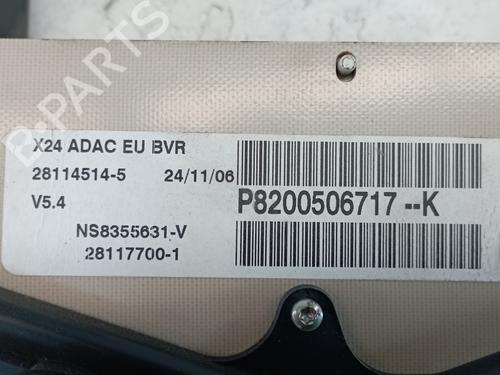 B-PARTS
X24 ADAC EU BVR
28114514-5 24/11/06
V5.4
P8200506717 --K
NS8355631-V
28117700-1